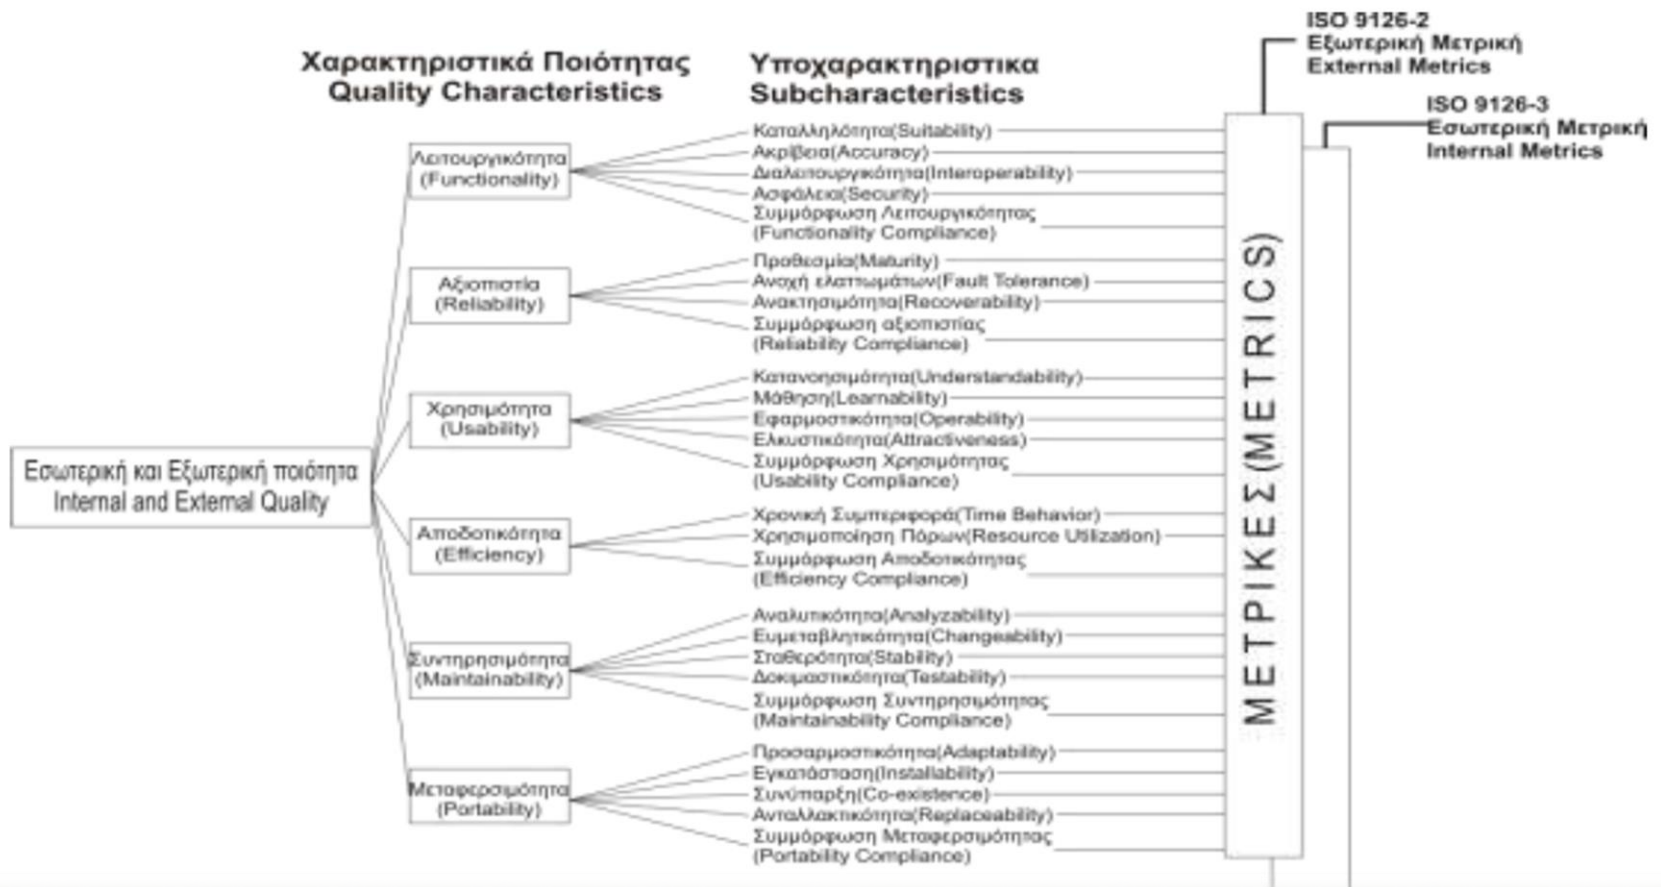 ISO 9126-2
Εξωτερική Μετρική
External Metrics
ISO 9126-3
Εσωτερική Μετρική
Internal Metrics
Χαρακτηριστικά Ποιότητας
Quality Characteristics
Υποχαρακτηριστικα
Subcharacteristics
Εσωτερική και Εξωτερική ποιότητα
Internal and External Quality
Λειτουργικότητα
(Functionality)
Καταλληλότητα(Suitability)
Ακρίβεια(Accuracy)
Διαλειτουργικότητα(Interoperability)
Ασφάλεια(Security)
Συμμόρφωση Λειτουργικότητας
(Functionality Compliance)
Αξιοπιστία
(Reliability)
Προθεσμία(Maturity)
Ανοχή ελαττωμάτων(Fault Tolerance)
Ανακτησιμότητα(Recoverability)
Συμμόρφωση αξιοπιστίας
(Reliability Compliance)
Χρησιμότητα
(Usability)
Κατανοησιμότητα(Understandability)
Μάθηση(Learnability)
Εφαρμοστικότητα(Operability)
Ελκυστικότητα(Attractiveness)
Συμμόρφωση Χρησιμότητας
(Usability Compliance)
Αποδοτικότητα
(Efficiency)
Χρονική Συμπεριφορά(Time Behavior)
Χρησιμοποίηση Πόρων(Resource Utilization)
Συμμόρφωση Αποδοτικότητας
(Efficiency Compliance)
Συντηρησιμότητα
(Maintainability)
Αναλυτικότητα(Analyzability)
Ευμεταβλητικότητα(Changeability)
Σταθερότητα(Stability)
Δοκιμαστικότητα(Testability)
Συμμόρφωση Συντηρησιμότητας
(Maintainability Compliance)
Μεταφερσιμότητα
(Portability)
Προσαρμοστικότητα(Adaptability)
Εγκατάσταση(Installability)
Συνύπαρξη(Co-existence)
Ανταλλακτικότητα(Replaceability)
Συμμόρφωση Μεταφερσιμότητας
(Portability Compliance)
ΜΕΤΡΙΚΕΣ(METRICS)